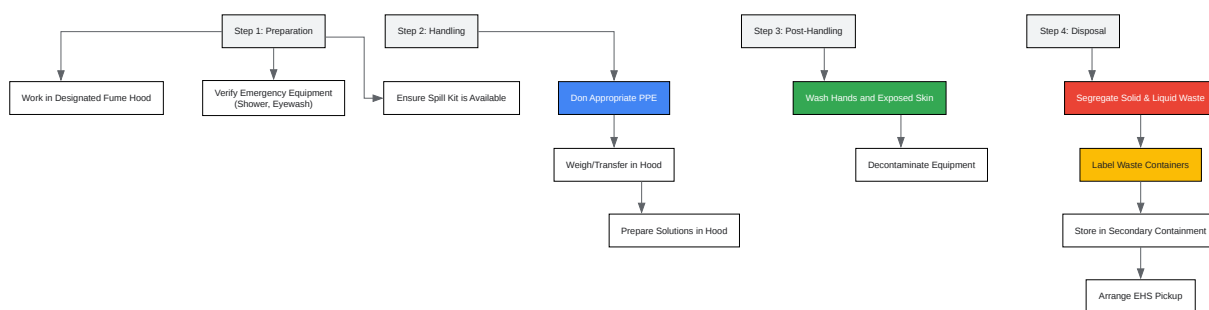 Step 1: Preparation
Step 2: Handling
Step 3: Post-Handling
Step 4: Disposal
Work in Designated Fume Hood
Verify Emergency Equipment
(Shower, Eyewash)
Ensure Spill Kit is Available
Don Appropriate PPE
Wash Hands and Exposed Skin
Segregate Solid & Liquid Waste
Weigh/Transfer in Hood
Decontaminate Equipment
Label Waste Containers
Prepare Solutions in Hood
Store in Secondary Containment
Arrange EHS Pickup